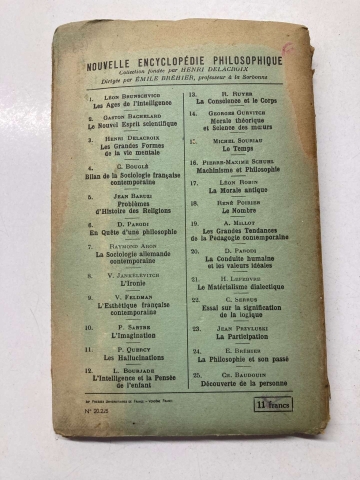 NOUVELLE ENCYCLOPÉDIE PHILOSOPHIQUE
Collection fondée par HENRI DELACROIX
Dirigée par ÉMILE BRÉHIER, professeur à la Sorbonne
1. LÉON BRUNSCHVICG
Les Ages de l'Intelligence
2. GASTON BACHELARD
Le Nouvel Esprit scientifique
3. HENRI DELACROIX
Les Grandes Formes
de la vie mentale
4. C. BOUGLÉ
Bilan de la Sociologie française
contemporaine
5. JEAN BARUZI
Problèmes
d'Histoire des Religions
6. D. PARODI
En Quête d'une philosophie
7. RAYMOND ARON
La Sociologie allemande
contemporaine
8. V. JANKÉLÉVITCH
L'Ironie
9. V. FELDMAN
L'Esthétique française
contemporaine
10. P. SARTRE
L'Imagination
11. P. QUERCY
Les Hallucinations
12. L. BOURJADE
L'Intelligence et la Pensée
de l'enfant
13. R. RUYER
La Conscience et le Corps
14. GEORGES GURVITCH
Morale théorique
et Science des mœurs
15. MICHEL SOURIAU
Le Temps
16. PIERRE-MAXIME SCHUHL
Machinisme et Philosophie
17. LÉON ROBIN
La Morale antique
18. RENÉ POIRIER
Le Nombre
19. A. MILLOT
Les Grandes Tendances
de la Pédagogie contemporaine
20. D. PARODI
La Conduite humaine
et les valeurs idéales
21. H. LEFEBVRE
Le Matérialisme dialectique
22. C. SERRUS
Essai sur la signification
de la logique
23. JEAN PRZYLUSKI
La Participation
24. E. BRÉHIER
La Philosophie et son passé
25. CH. BAUDOUIN
Découverte de la personne
N° 20.2/5
11 francs